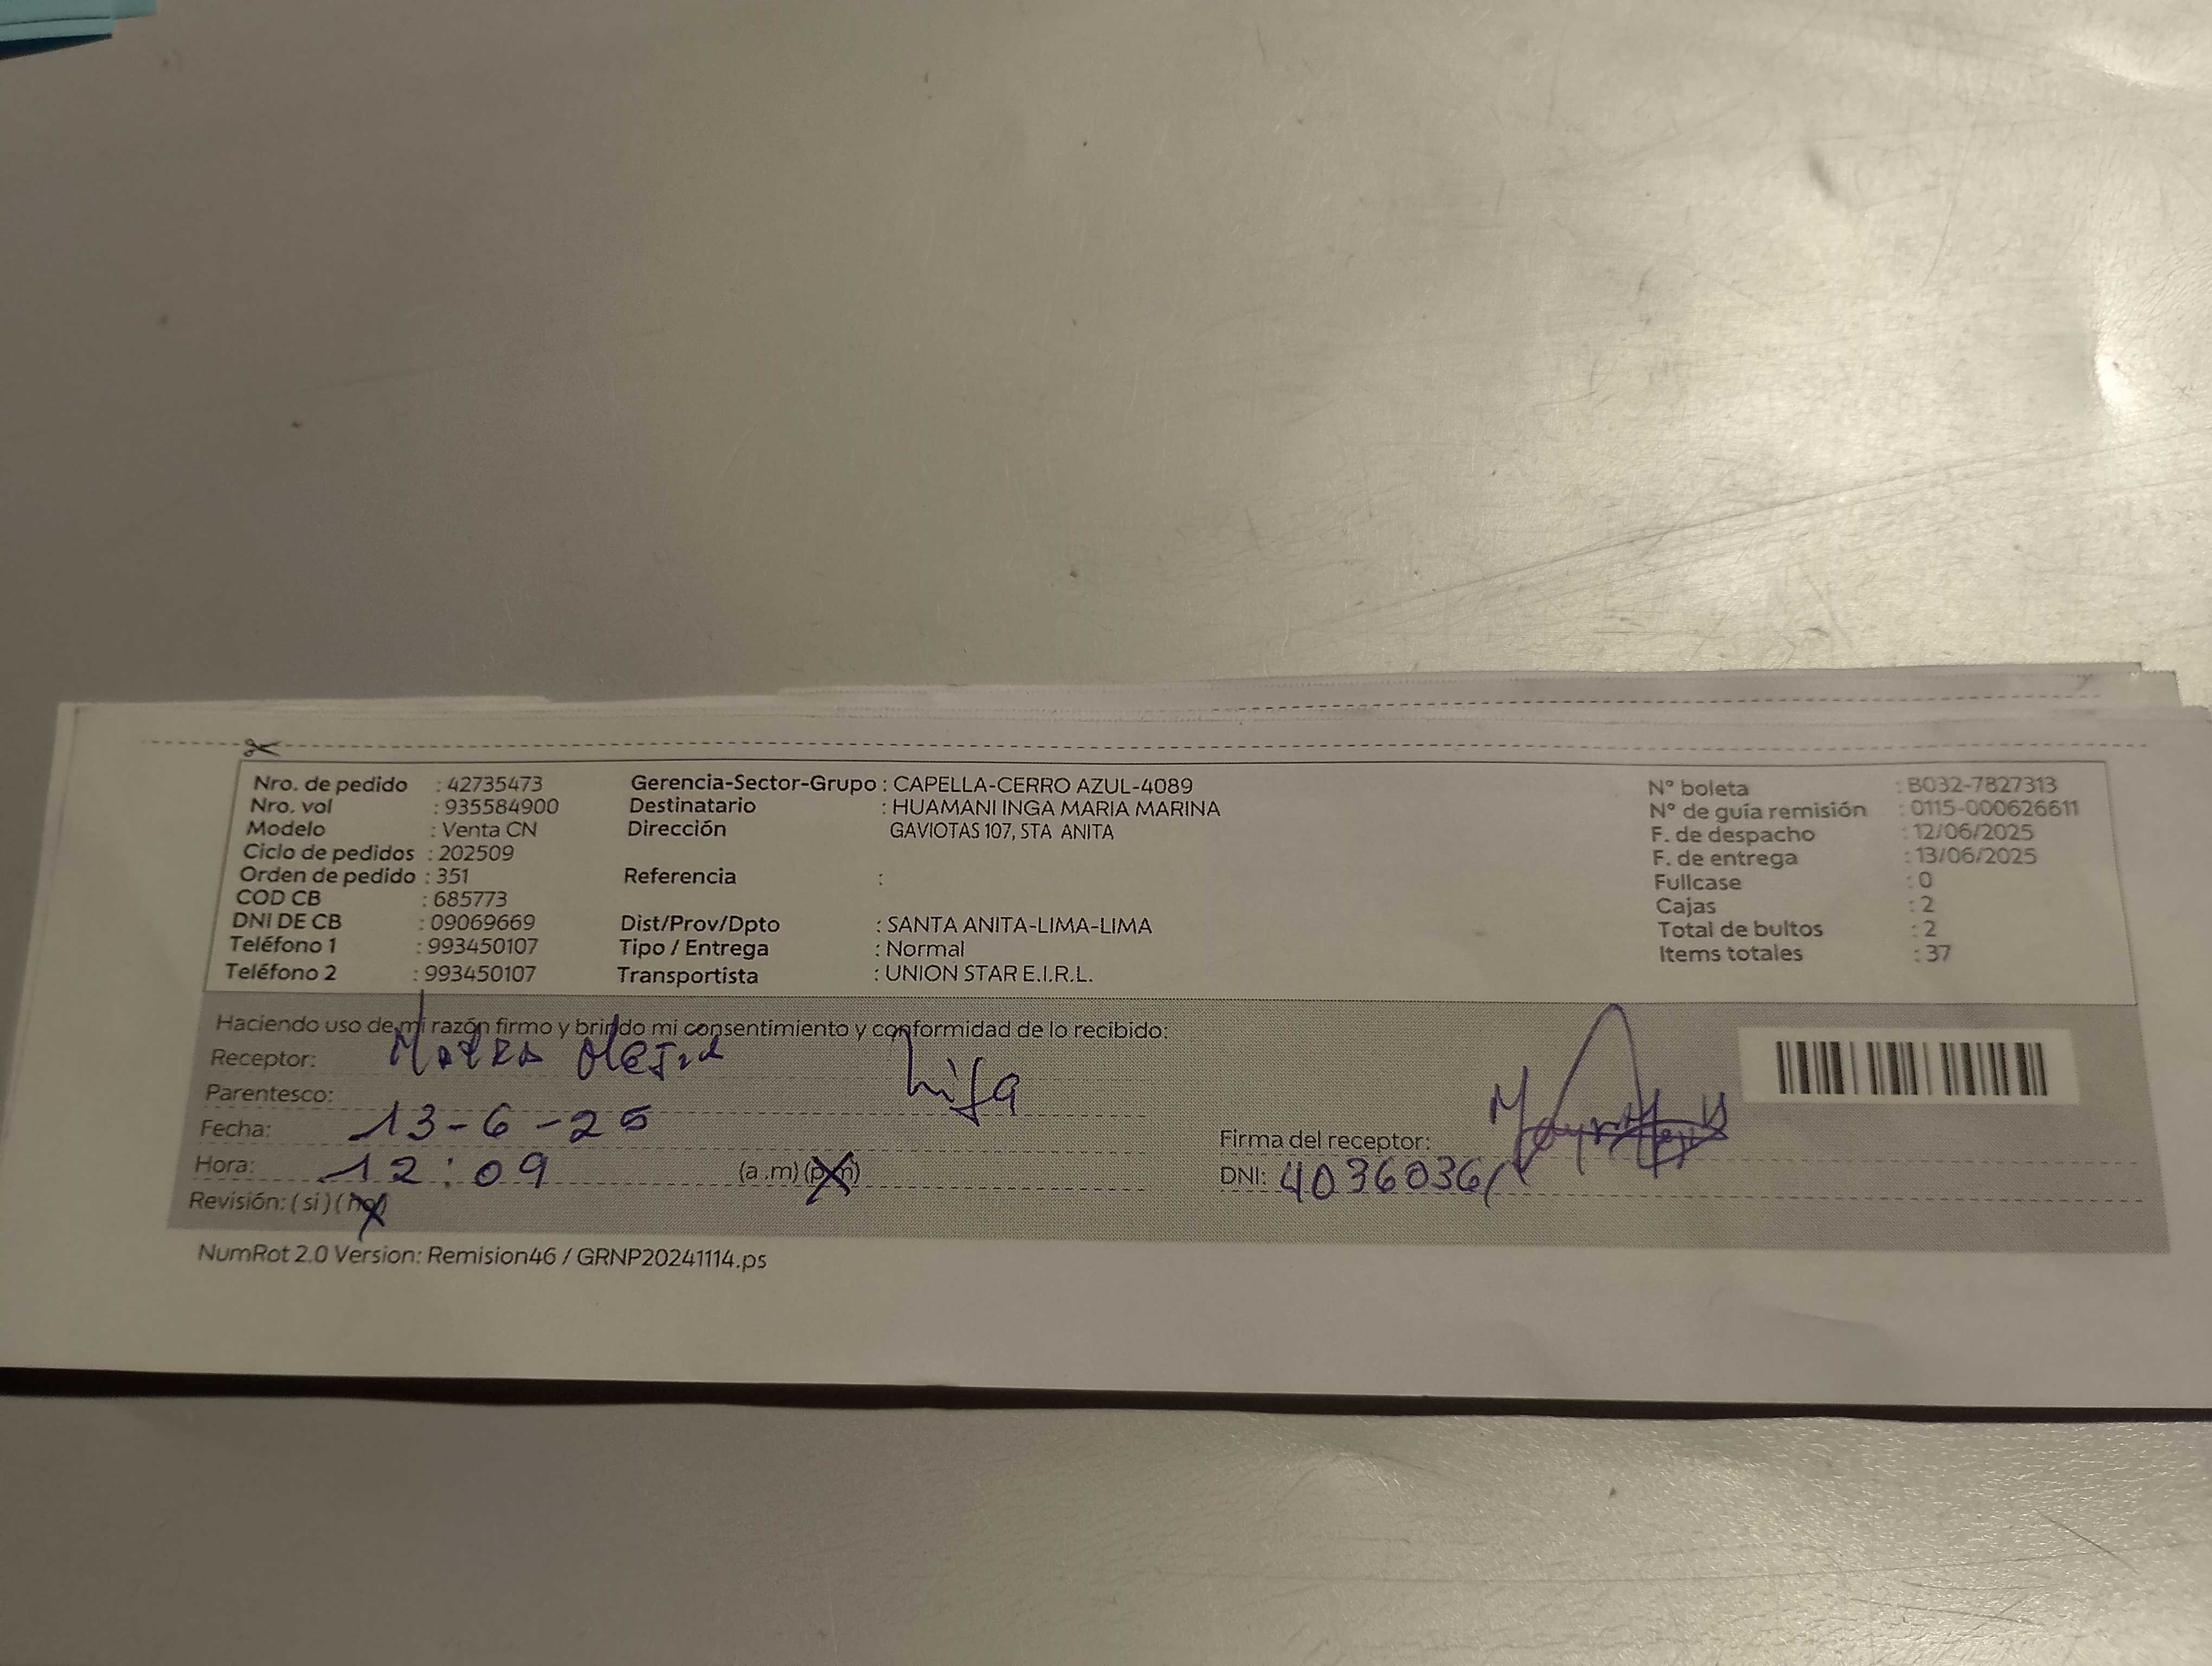 Nro. de pedido : 42735473 Gerencia-Sector-Grupo : CAPELLA-CERRO AZUL-4089 N° boleta : B032-7827313
Nro. vol : 935584900 Destinatario : HUAMANI INGA MARIA MARINA N° de guía remisión : 0115-000626611
Modelo : Venta CN Dirección GAVIOTAS 107, STA ANITA F. de despacho : 12/06/2025
Ciclo de pedidos : 202509 F. de entrega : 13/06/2025
Orden de pedido : 351 Referencia : Fullcase : 0
COD CB : 685773 Cajas : 2
DNI DE CB : 09069669 Dist/Prov/Dpto : SANTA ANITA-LIMA-LIMA Total de bultos : 2
Teléfono 1 : 993450107 Tipo / Entrega : Normal Items totales : 37
Teléfono 2 : 993450107 Transportista : UNION STAR E.I.R.L.
Haciendo uso de mi razón firmo y brindo mi consentimiento y conformidad de lo recibido:
Receptor:
Parentesco: hija
Fecha: 13-6-25
Hora: 12:09 (a.m) (p.m) Firma del receptor:
Revisión: (si) (no) DNI: 4036036
NumRot 2.0 Version: Remision46 / GRNP20241114.ps